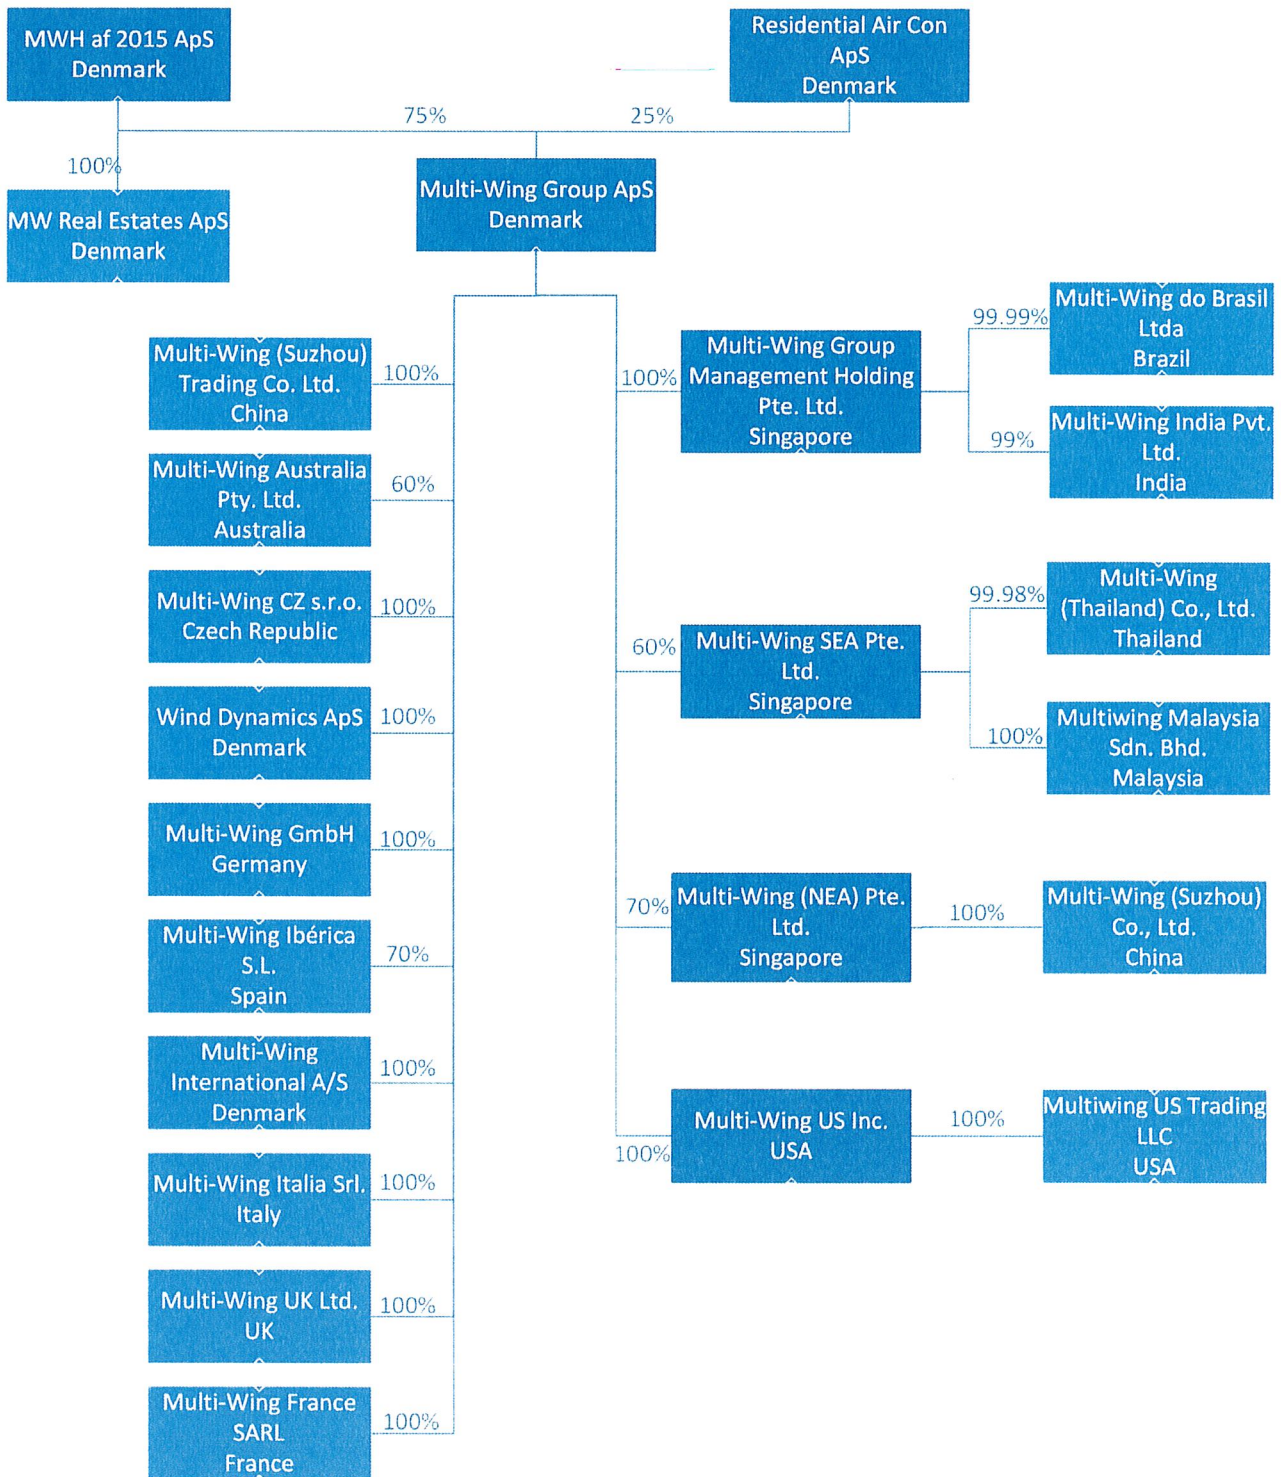 MWH af 2015 ApS
Denmark
Residential Air Con
ApS
Denmark
75%
25%
100%
MW Real Estates ApS
Denmark
Multi-Wing Group ApS
Denmark
Multi-Wing (Suzhou)
Trading Co. Ltd.
China
100%
Multi-Wing Australia
Pty. Ltd.
Australia
60%
Multi-Wing CZ s.r.o.
Czech Republic
100%
Wind Dynamics ApS
Denmark
100%
Multi-Wing GmbH
Germany
100%
Multi-Wing Ibérica
S.L.
Spain
70%
Multi-Wing
International A/S
Denmark
100%
Multi-Wing Italia Srl.
Italy
100%
Multi-Wing UK Ltd.
UK
100%
Multi-Wing France
SARL
France
100%
100%
Multi-Wing Group
Management Holding
Pte. Ltd.
Singapore
99.99%
Multi-Wing do Brasil
Ltda
Brazil
99%
Multi-Wing India Pvt.
Ltd.
India
60%
Multi-Wing SEA Pte.
Ltd.
Singapore
99.98%
Multi-Wing
(Thailand) Co., Ltd.
Thailand
100%
Multiwing Malaysia
Sdn. Bhd.
Malaysia
70%
Multi-Wing (NEA) Pte.
Ltd.
Singapore
100%
Multi-Wing (Suzhou)
Co., Ltd.
China
100%
Multi-Wing US Inc.
USA
100%
Multiwing US Trading
LLC
USA